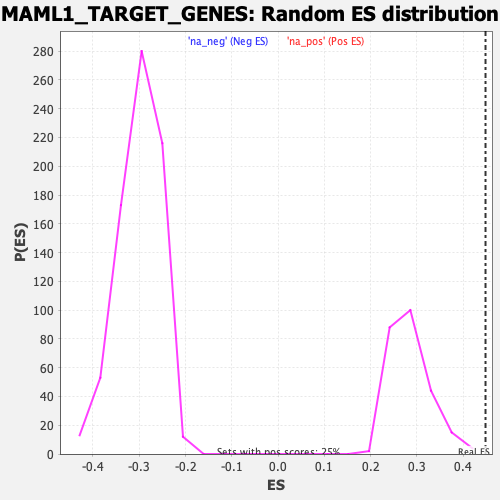 MAML1_TARGET_GENES: Random ES distribution
'na_neg' (Neg ES) 'na_pos' (Pos ES)
280
260
240
220
200
180
160
140
120
100
80
60
40
20
0
P(ES)
Sets with pos scores: 25%
Real ES
-0.4 -0.3 -0.2 -0.1 0.0 0.1 0.2 0.3 0.4
ES